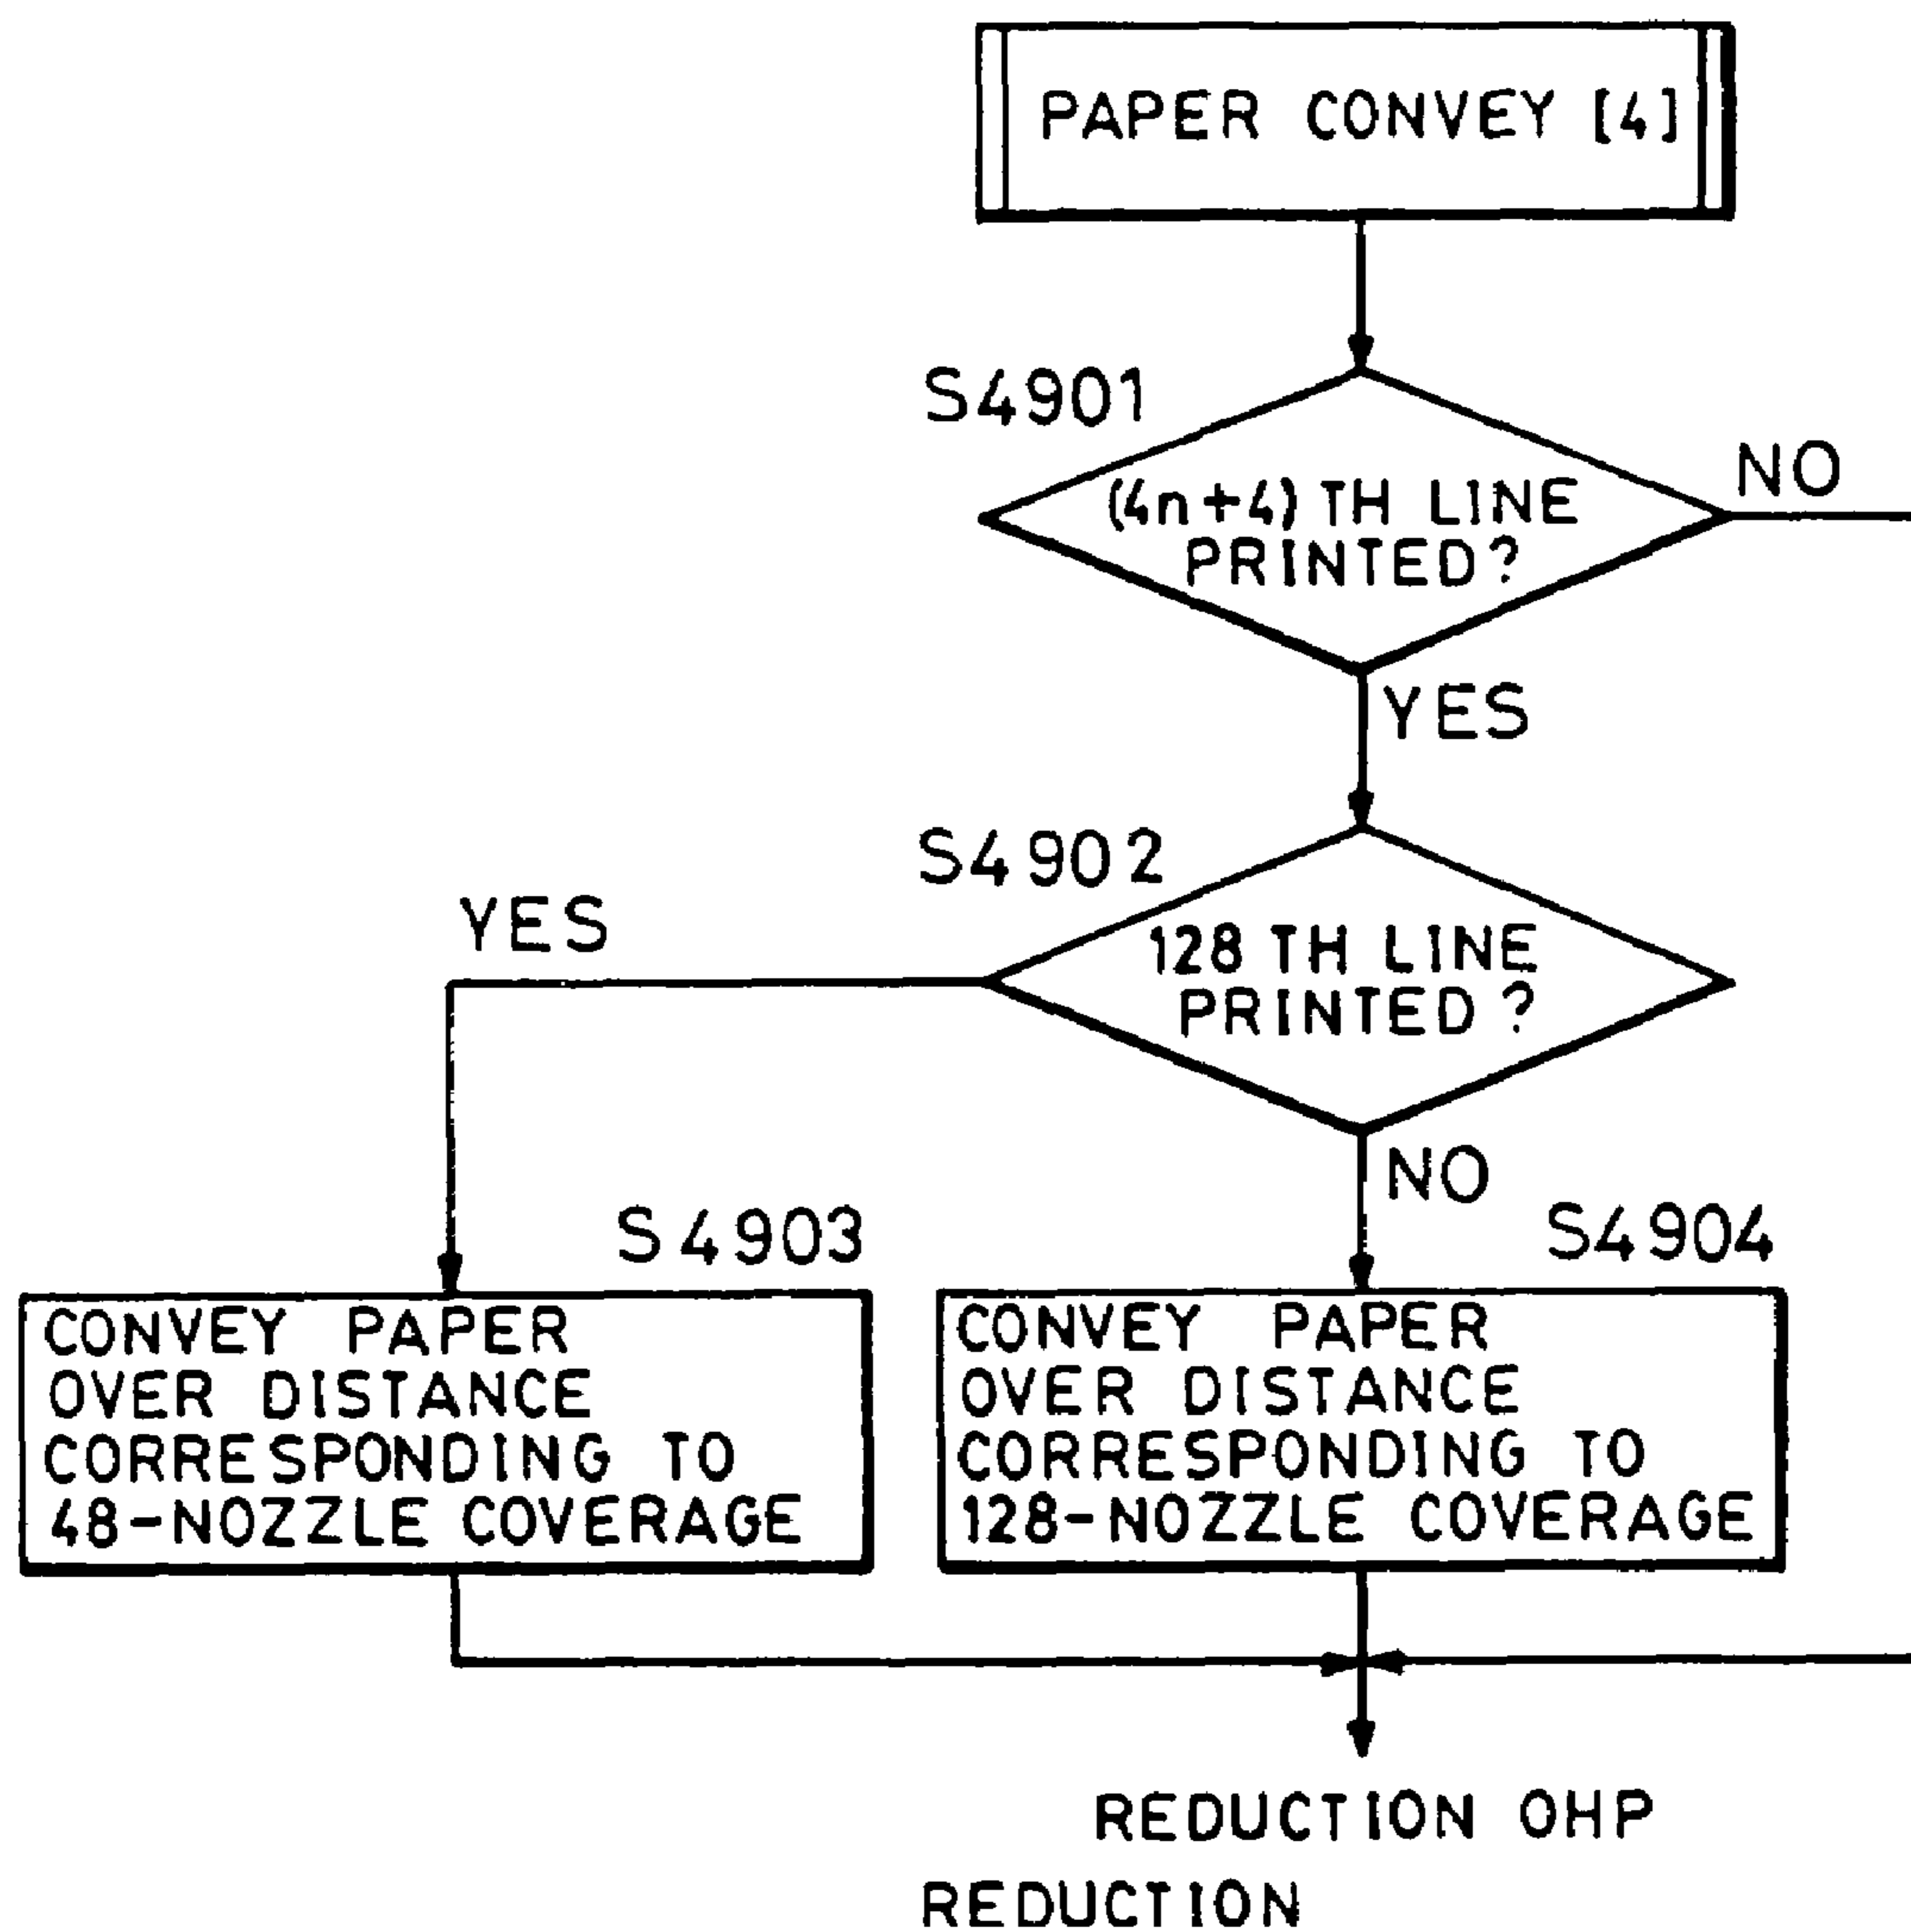 PAPER CONVEY [4]
S4901
(4n+4) TH LINE
PRINTED?
NO
YES
S4902
128 TH LINE
PRINTED?
YES
NO
S4903
S4904
CONVEY PAPER
OVER DISTANCE
CORRESPONDING TO
48-NOZZLE COVERAGE
CONVEY PAPER
OVER DISTANCE
CORRESPONDING TO
128-NOZZLE COVERAGE
REDUCTION OHP
REDUCTION